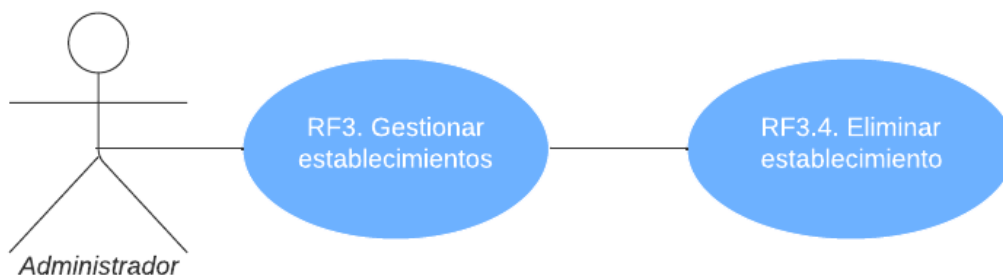 RF3. Gestionar
establecimientos
RF3.4. Eliminar
establecimiento
Administrador